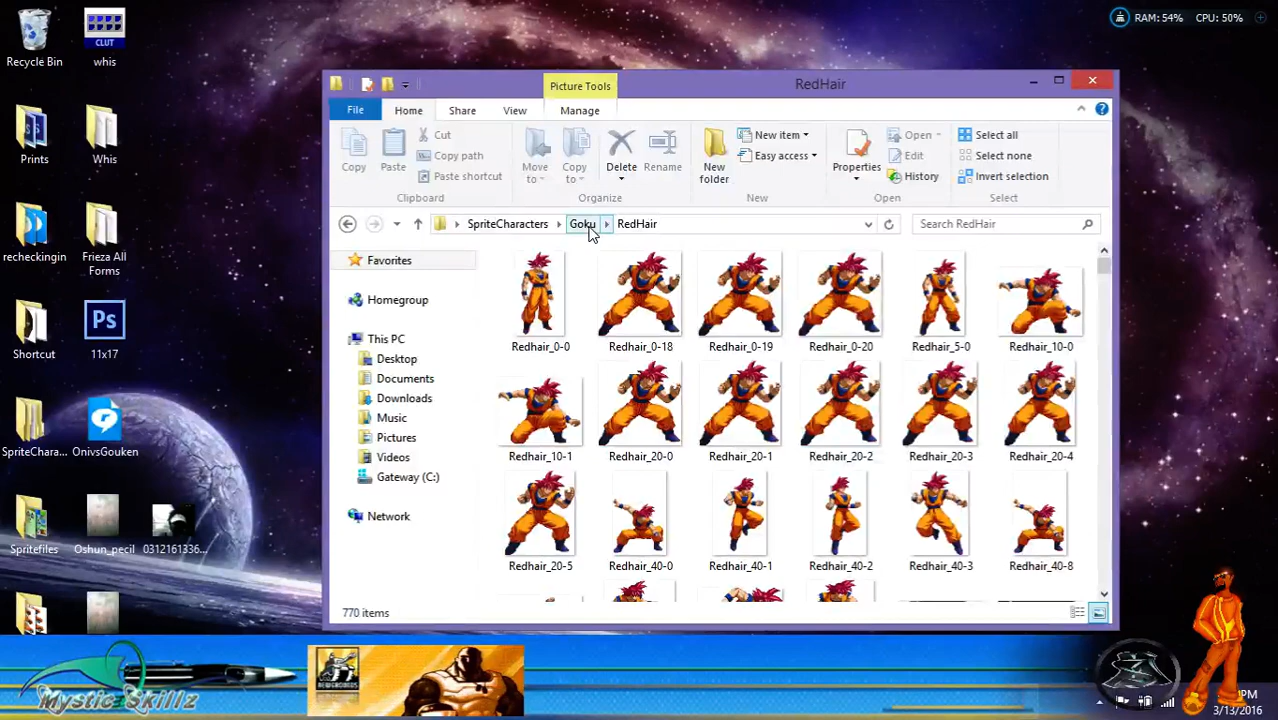 RAM: 54% CPU: 50%
Recycle Bin
CLUT
whis
Prints
Whis
recheckingin
Frieza All Forms
Shortcut
Ps
11x17
SpriteChara...
OnivsGouken
Spritefiles
Oshun_pecil
0312161336...
Picture Tools
RedHair
File
Home
Share
View
Manage
Copy
Paste
Cut
Copy path
Paste shortcut
Clipboard
Move to
Copy to
Delete
Rename
Organize
New folder
New item
Easy access
New
Properties
Open
Edit
History
Open
Select all
Select none
Invert selection
Select
SpriteCharacters
Goku
RedHair
Search RedHair
Favorites
Homegroup
This PC
Desktop
Documents
Downloads
Music
Pictures
Videos
Gateway (C:)
Network
Redhair_0-0
Redhair_0-18
Redhair_0-19
Redhair_0-20
Redhair_5-0
Redhair_10-0
Redhair_10-1
Redhair_20-0
Redhair_20-1
Redhair_20-2
Redhair_20-3
Redhair_20-4
Redhair_20-5
Redhair_40-0
Redhair_40-1
Redhair_40-2
Redhair_40-3
Redhair_40-8
770 items
Mystic Skillz
NEWGROUNDS
PM
3/13/2016